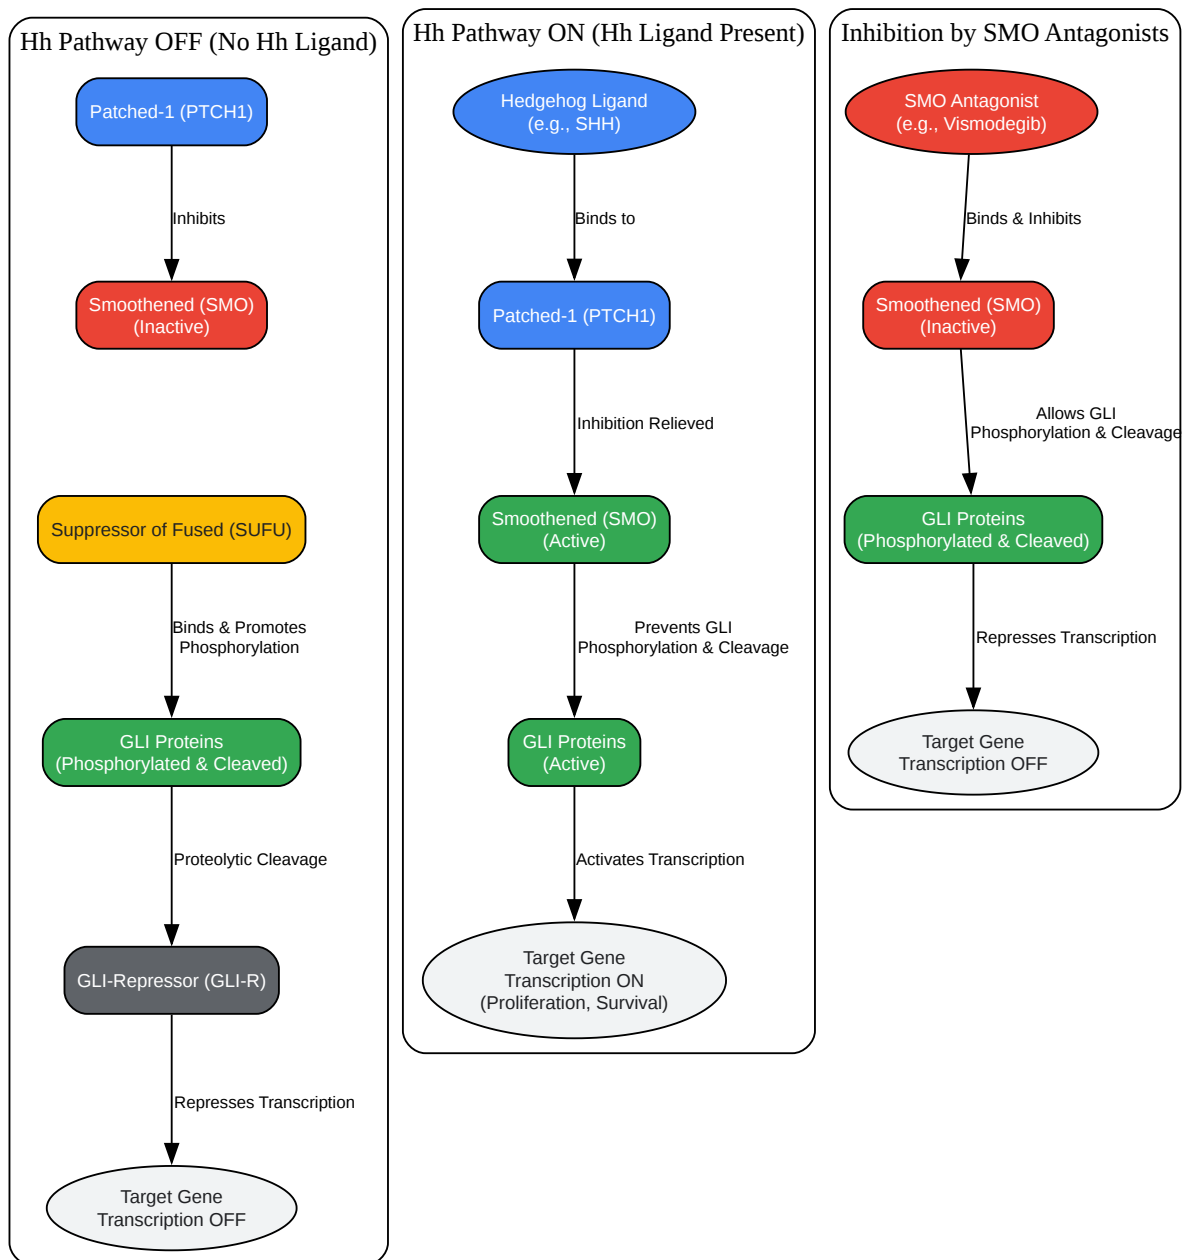 Hh Pathway OFF (No Hh Ligand)
Patched-1 (PTCH1)
Inhibits
Smoothened (SMO)
(Inactive)
Suppressor of Fused (SUFU)
Binds & Promotes
Phosphorylation
GLI Proteins
(Phosphorylated & Cleaved)
Proteolytic Cleavage
GLI-Repressor (GLI-R)
Represses Transcription
Target Gene
Transcription OFF
Hh Pathway ON (Hh Ligand Present)
Hedgehog Ligand
(e.g., SHH)
Binds to
Patched-1 (PTCH1)
Inhibition Relieved
Smoothened (SMO)
(Active)
Prevents GLI
Phosphorylation & Cleavage
GLI Proteins
(Active)
Activates Transcription
Target Gene
Transcription ON
(Proliferation, Survival)
Inhibition by SMO Antagonists
SMO Antagonist
(e.g., Vismodegib)
Binds & Inhibits
Smoothened (SMO)
(Inactive)
Allows GLI
Phosphorylation & Cleavage
GLI Proteins
(Phosphorylated & Cleaved)
Represses Transcription
Target Gene
Transcription OFF